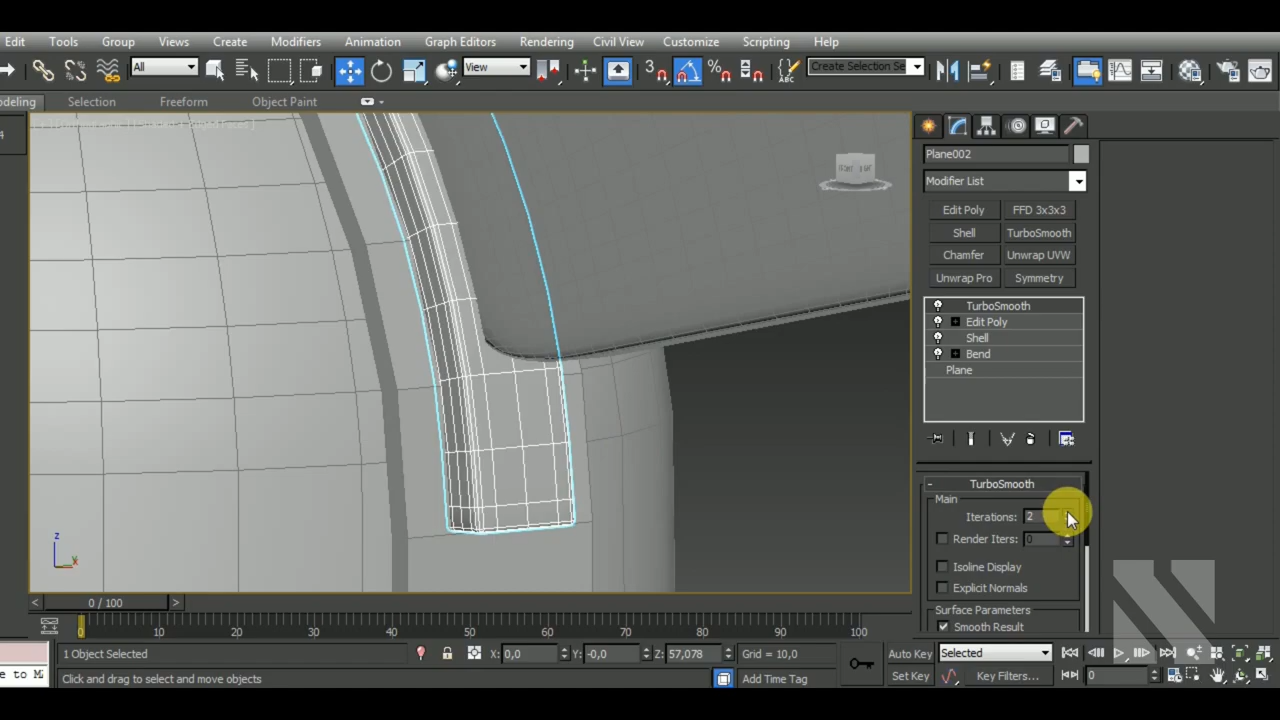 Edit Tools Group Views Create Modifiers Animation Graph Editors Rendering Civil View Customize Scripting Help
All View 3 % ABC Create Selection Se
deling Selection Freeform Object Paint
4
Plane002
Modifier List
Edit Poly FFD 3x3x3
Shell TurboSmooth
Chamfer Unwrap UVW
Unwrap Pro Symmetry
TurboSmooth
Edit Poly
Shell
Bend
Plane
- TurboSmooth
Main
Iterations: 2
Render Iters: 0
Isoline Display
Explicit Normals
Surface Parameters
Smooth Result
z
y
< 0 / 100 >
0 10 20 30 40 50 60 70 80 90 100
1 Object Selected X: 0,0 Y: -0,0 Z: 57,078 Grid = 10,0 Auto Key Selected
e to M
Click and drag to select and move objects Add Time Tag Set Key Key Filters... 0